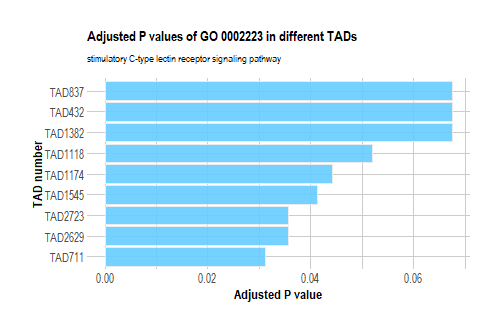 Adjusted P values of GO 0002223 in different TADs
stimulatory C-type lectin receptor signaling pathway
TAD number
TAD837
TAD432
TAD1382
TAD1118
TAD1174
TAD1545
TAD2723
TAD2629
TAD711
0.00 0.02 0.04 0.06
Adjusted P value